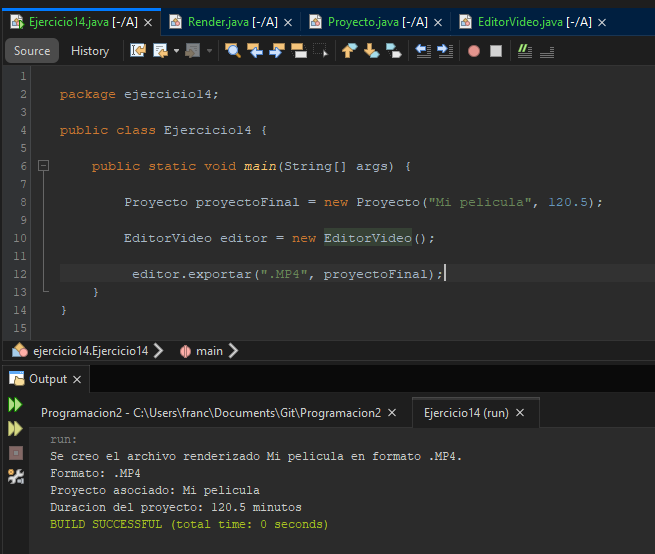 Ejercicio14.java [-/A] Render.java [-/A] Proyecto.java [-/A] EditorVideo.java [-/A]
Source History
1
2 package ejercicio14;
3
4 public class Ejercicio14 {
5
6 public static void main(String[] args) {
7
8 Proyecto proyectoFinal = new Proyecto("Mi pelicula", 120.5);
9
10 EditorVideo editor = new EditorVideo();
11
12 editor.exportar(".MP4", proyectoFinal);
13 }
14 }
15
ejercicio14.Ejercicio14 main
Output
Programacion2 - C:\Users\franc\Documents\Git\Programacion2 Ejercicio14 (run)
run:
Se creo el archivo renderizado Mi pelicula en formato .MP4.
Formato: .MP4
Proyecto asociado: Mi pelicula
Duracion del proyecto: 120.5 minutos
BUILD SUCCESSFUL (total time: 0 seconds)